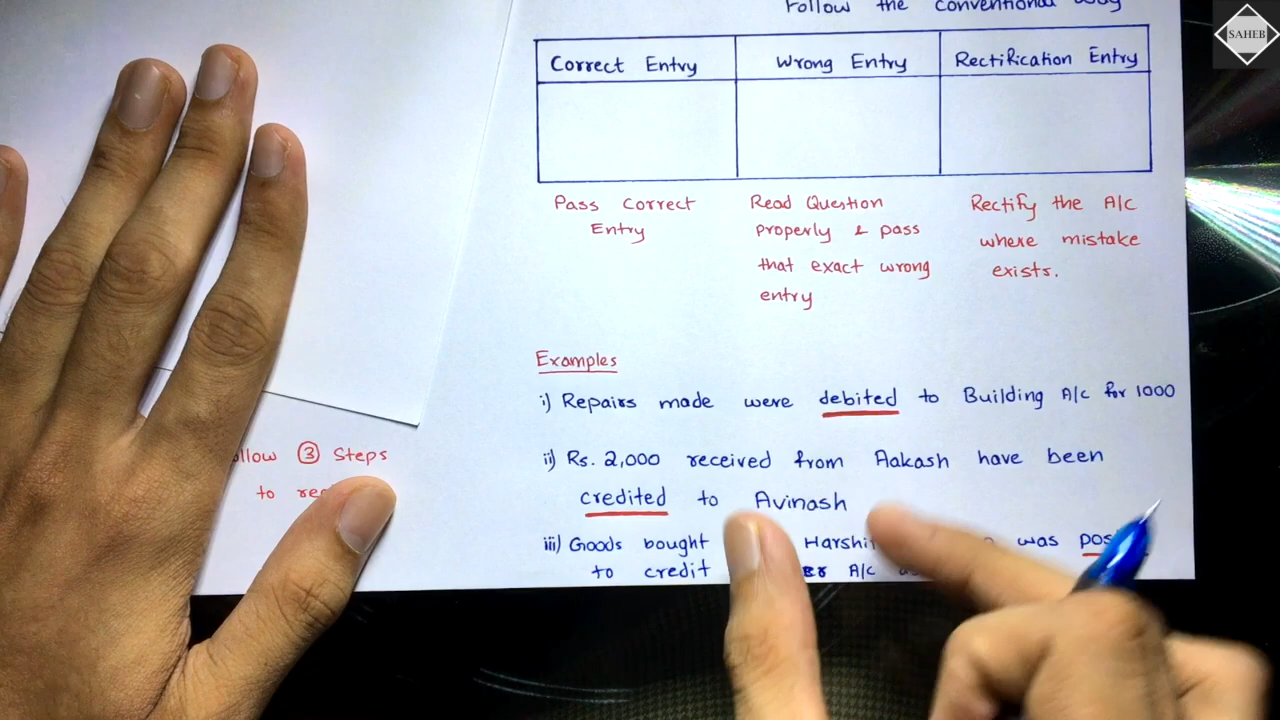 Follow the Conventional Way
SAHEB
Correct Entry
Wrong Entry
Rectification Entry
Pass Correct
Entry
Read Question
properly & pass
that exact wrong
entry
Rectify the A/c
where mistake
exists.
Examples
i) Repairs made were debited to Building A/c for 1000
ii) Rs. 2,000 received from Aakash have been
credited to Avinash
iii) Goods bought was
to credit A/c
③ Steps
to